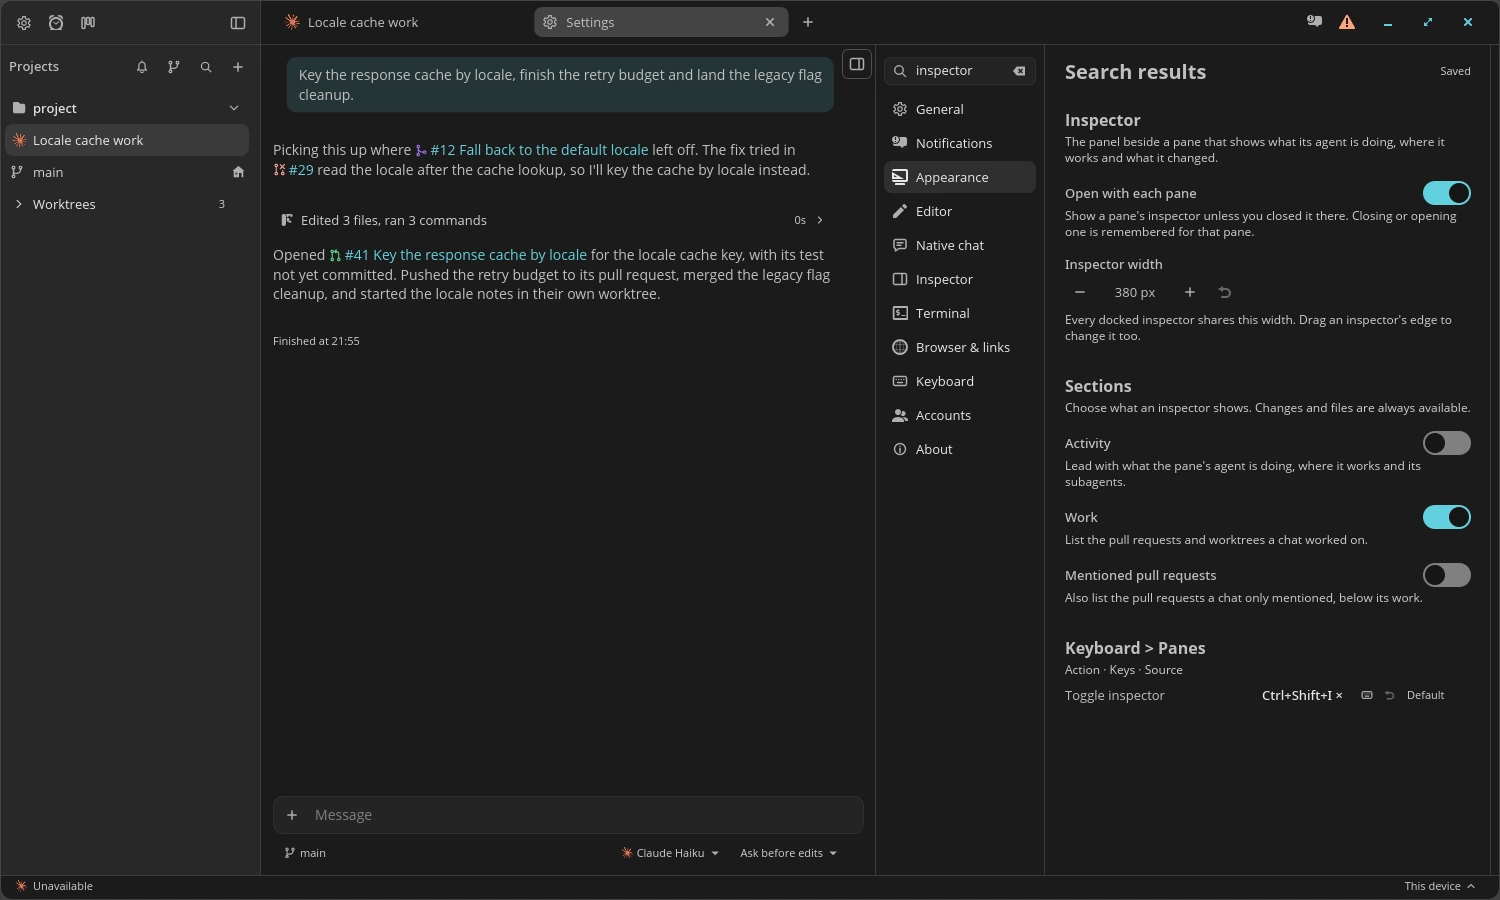 Locale cache work
Settings
Projects
project
Locale cache work
main
Worktrees
3
Key the response cache by locale, finish the retry budget and land the legacy flag
cleanup.
Picking this up where #12 Fall back to the default locale left off. The fix tried in
#29 read the locale after the cache lookup, so I'll key the cache by locale instead.
Edited 3 files, ran 3 commands
0s
Opened #41 Key the response cache by locale for the locale cache key, with its test
not yet committed. Pushed the retry budget to its pull request, merged the legacy flag
cleanup, and started the locale notes in their own worktree.
Finished at 21:55
Message
main
Claude Haiku
Ask before edits
inspector
General
Notifications
Appearance
Editor
Native chat
Inspector
Terminal
Browser & links
Keyboard
Accounts
About
Search results
Saved
Inspector
The panel beside a pane that shows what its agent is doing, where it
works and what it changed.
Open with each pane
Show a pane's inspector unless you closed it there. Closing or opening
one is remembered for that pane.
Inspector width
380 px
Every docked inspector shares this width. Drag an inspector's edge to
change it too.
Sections
Choose what an inspector shows. Changes and files are always available.
Activity
Lead with what the pane's agent is doing, where it works and its
subagents.
Work
List the pull requests and worktrees a chat worked on.
Mentioned pull requests
Also list the pull requests a chat only mentioned, below its work.
Keyboard > Panes
Action · Keys · Source
Toggle inspector
Ctrl+Shift+I ×
Default
Unavailable
This device